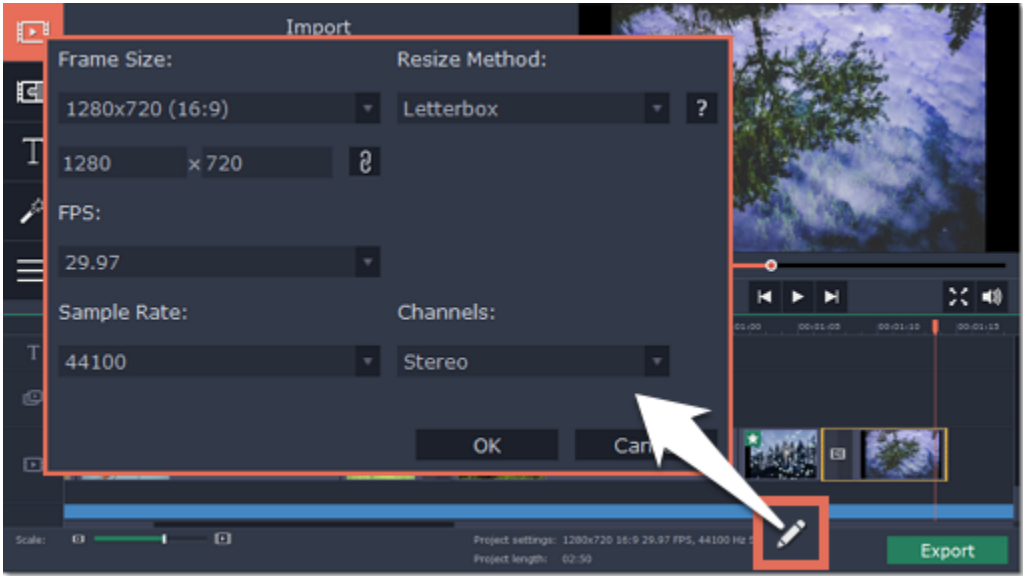 Import
Frame Size:
Resize Method:
1280x720 (16:9)
Letterbox
?
1280
x 720
FPS:
29.97
Sample Rate:
Channels:
44100
Stereo
OK
Can
T
01:00
00:01:05
00:01:10
00:01:15
T
Scale:
Project settings: 1280x720 16:9 29.97 FPS, 44100 Hz S
Project length: 02:50
Export